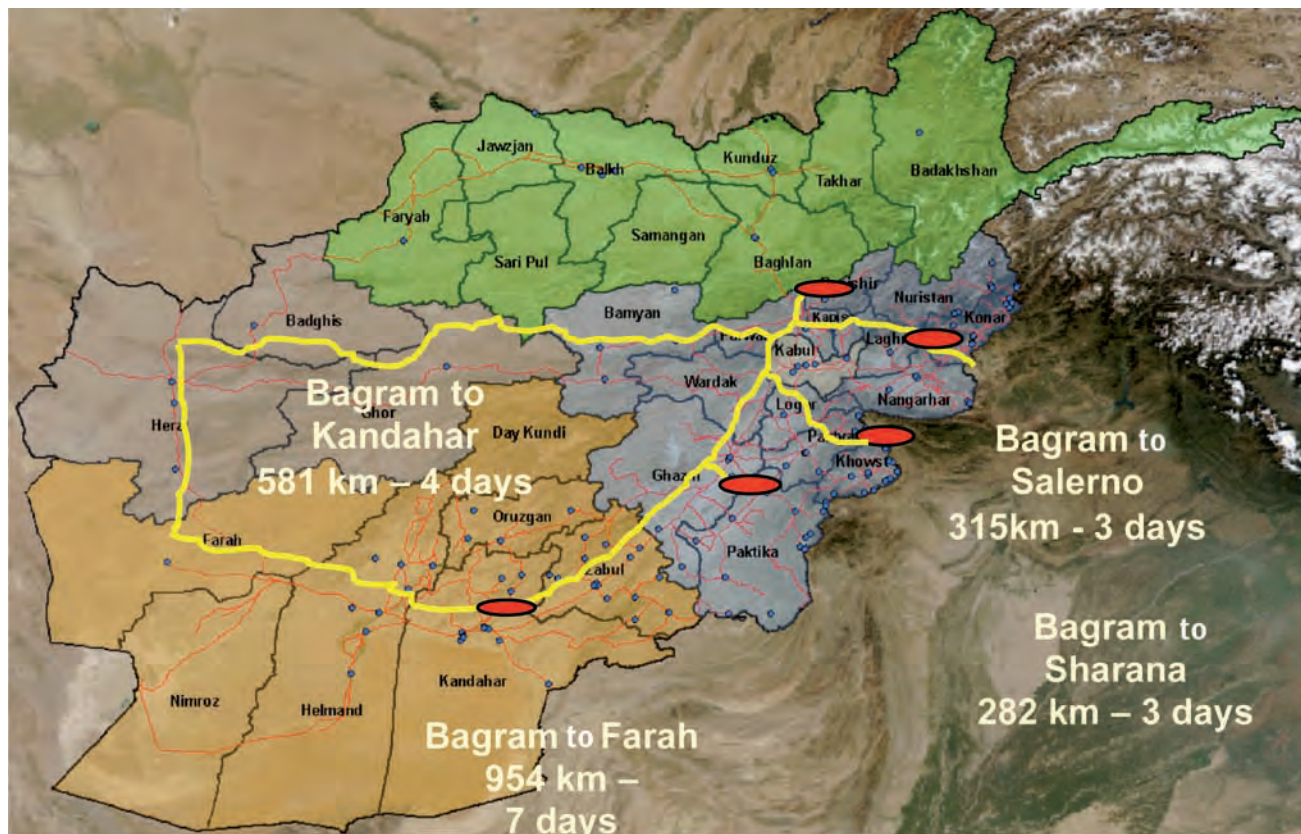 Jawzjan
Balkh
Kunduz
Takhar
Badakhshan
Faryab
Samangan
Sari Pul
Baghlan
Nuristan
Bamyan
Konar
Badghis
Kabul
Wardak
Logar
Nangarhar
Bagram to
Kandahar
581 km – 4 days
Ghor
Day Kundi
Khowst
Bagram to
Salerno
315km - 3 days
Oruzgan
Farah
Paktika
Bagram to
Sharana
282 km – 3 days
Kandahar
Nimroz
Helmand
Bagram to Farah
954 km –
7 days